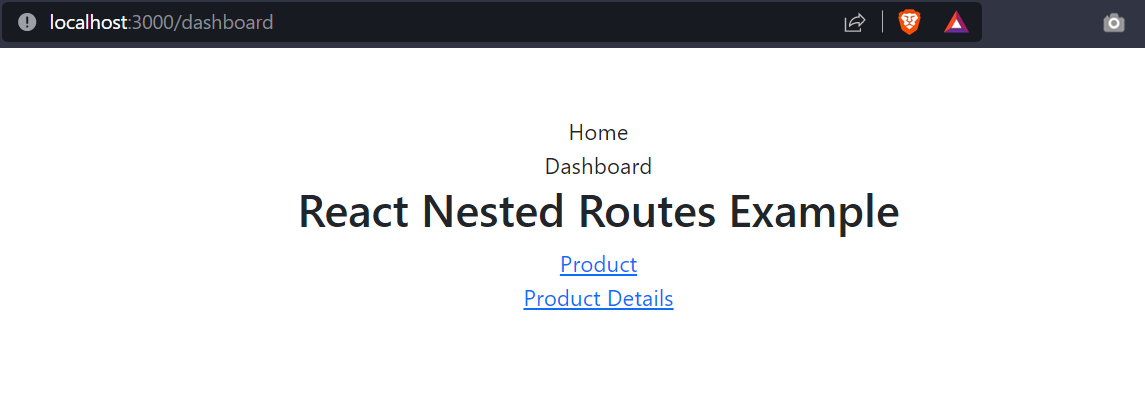 localhost:3000/dashboard
Home
Dashboard
React Nested Routes Example
Product
Product Details